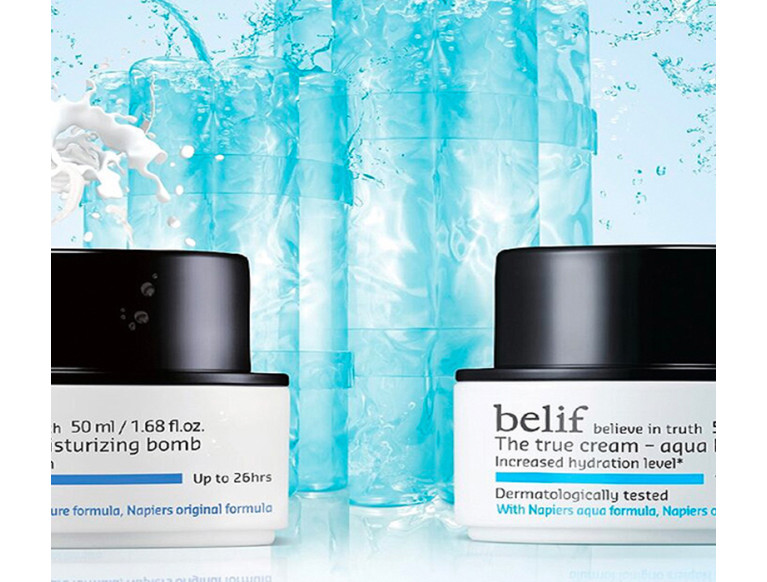 50 ml / 1.68 fl.oz.
isturizing bomb
Up to 26hrs
ure formula, Napiers original formula
belif believe in truth 5
The true cream – aqua
Increased hydration level*
Dermatologically tested
With Napiers aqua formula, Napiers